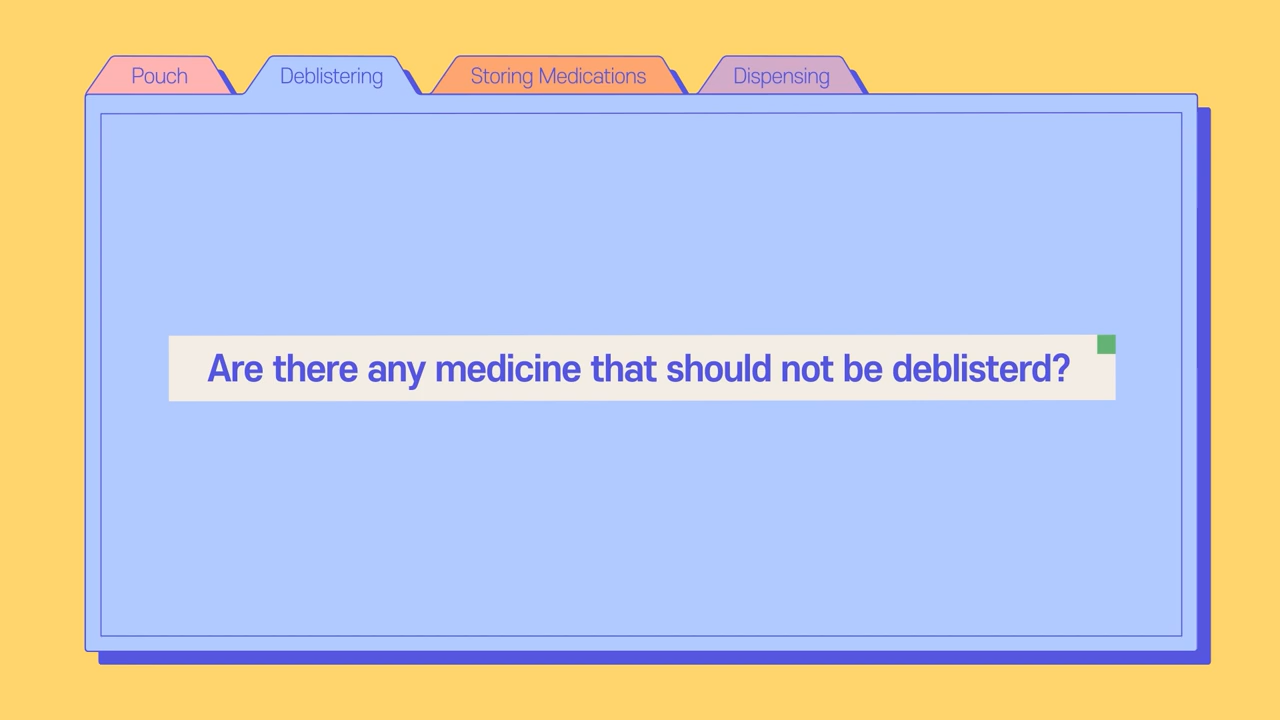 Pouch
Deblistering
Storing Medications
Dispensing
Are there any medicine that should not be deblisterd?